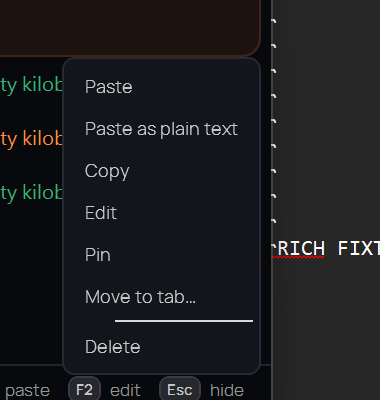 Paste
ty kilob
Paste as plain text
ty kilob
Copy
ty kilob
Edit
RICH FIXT
Pin
Move to tab...
Delete
paste F2 edit Esc hide